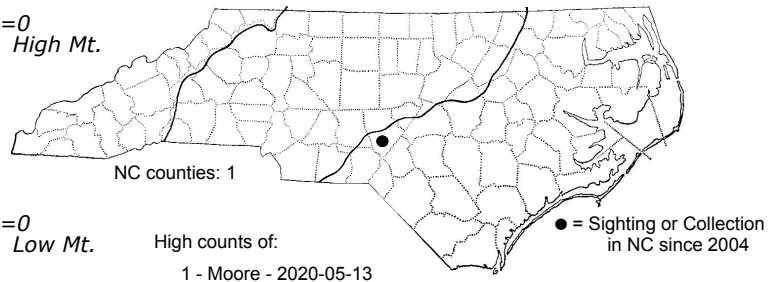 =0
High Mt.
NC counties: 1
=0
Low Mt.
High counts of:
1 - Moore - 2020-05-13
● = Sighting or Collection
in NC since 2004